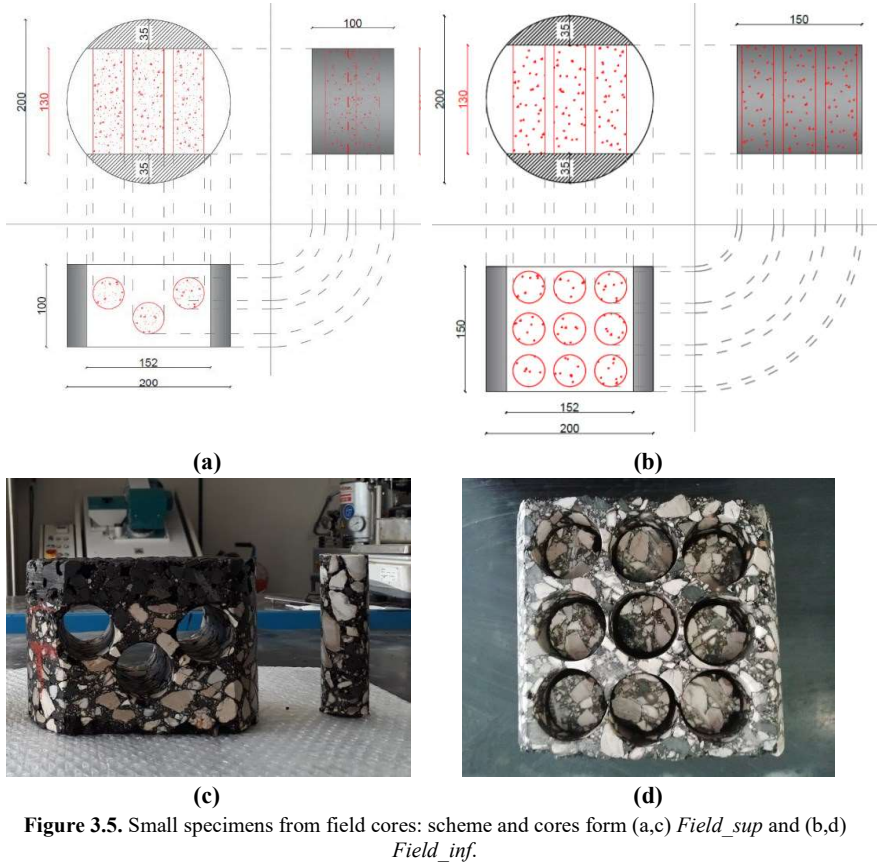 35
100
200
130
35
100
152
200
(a)
35
150
200
130
35
150
152
200
(b)
(c)
(d)
Figure 3.5. Small specimens from field cores: scheme and cores form (a,c) Field_sup and (b,d)
Field_inf.